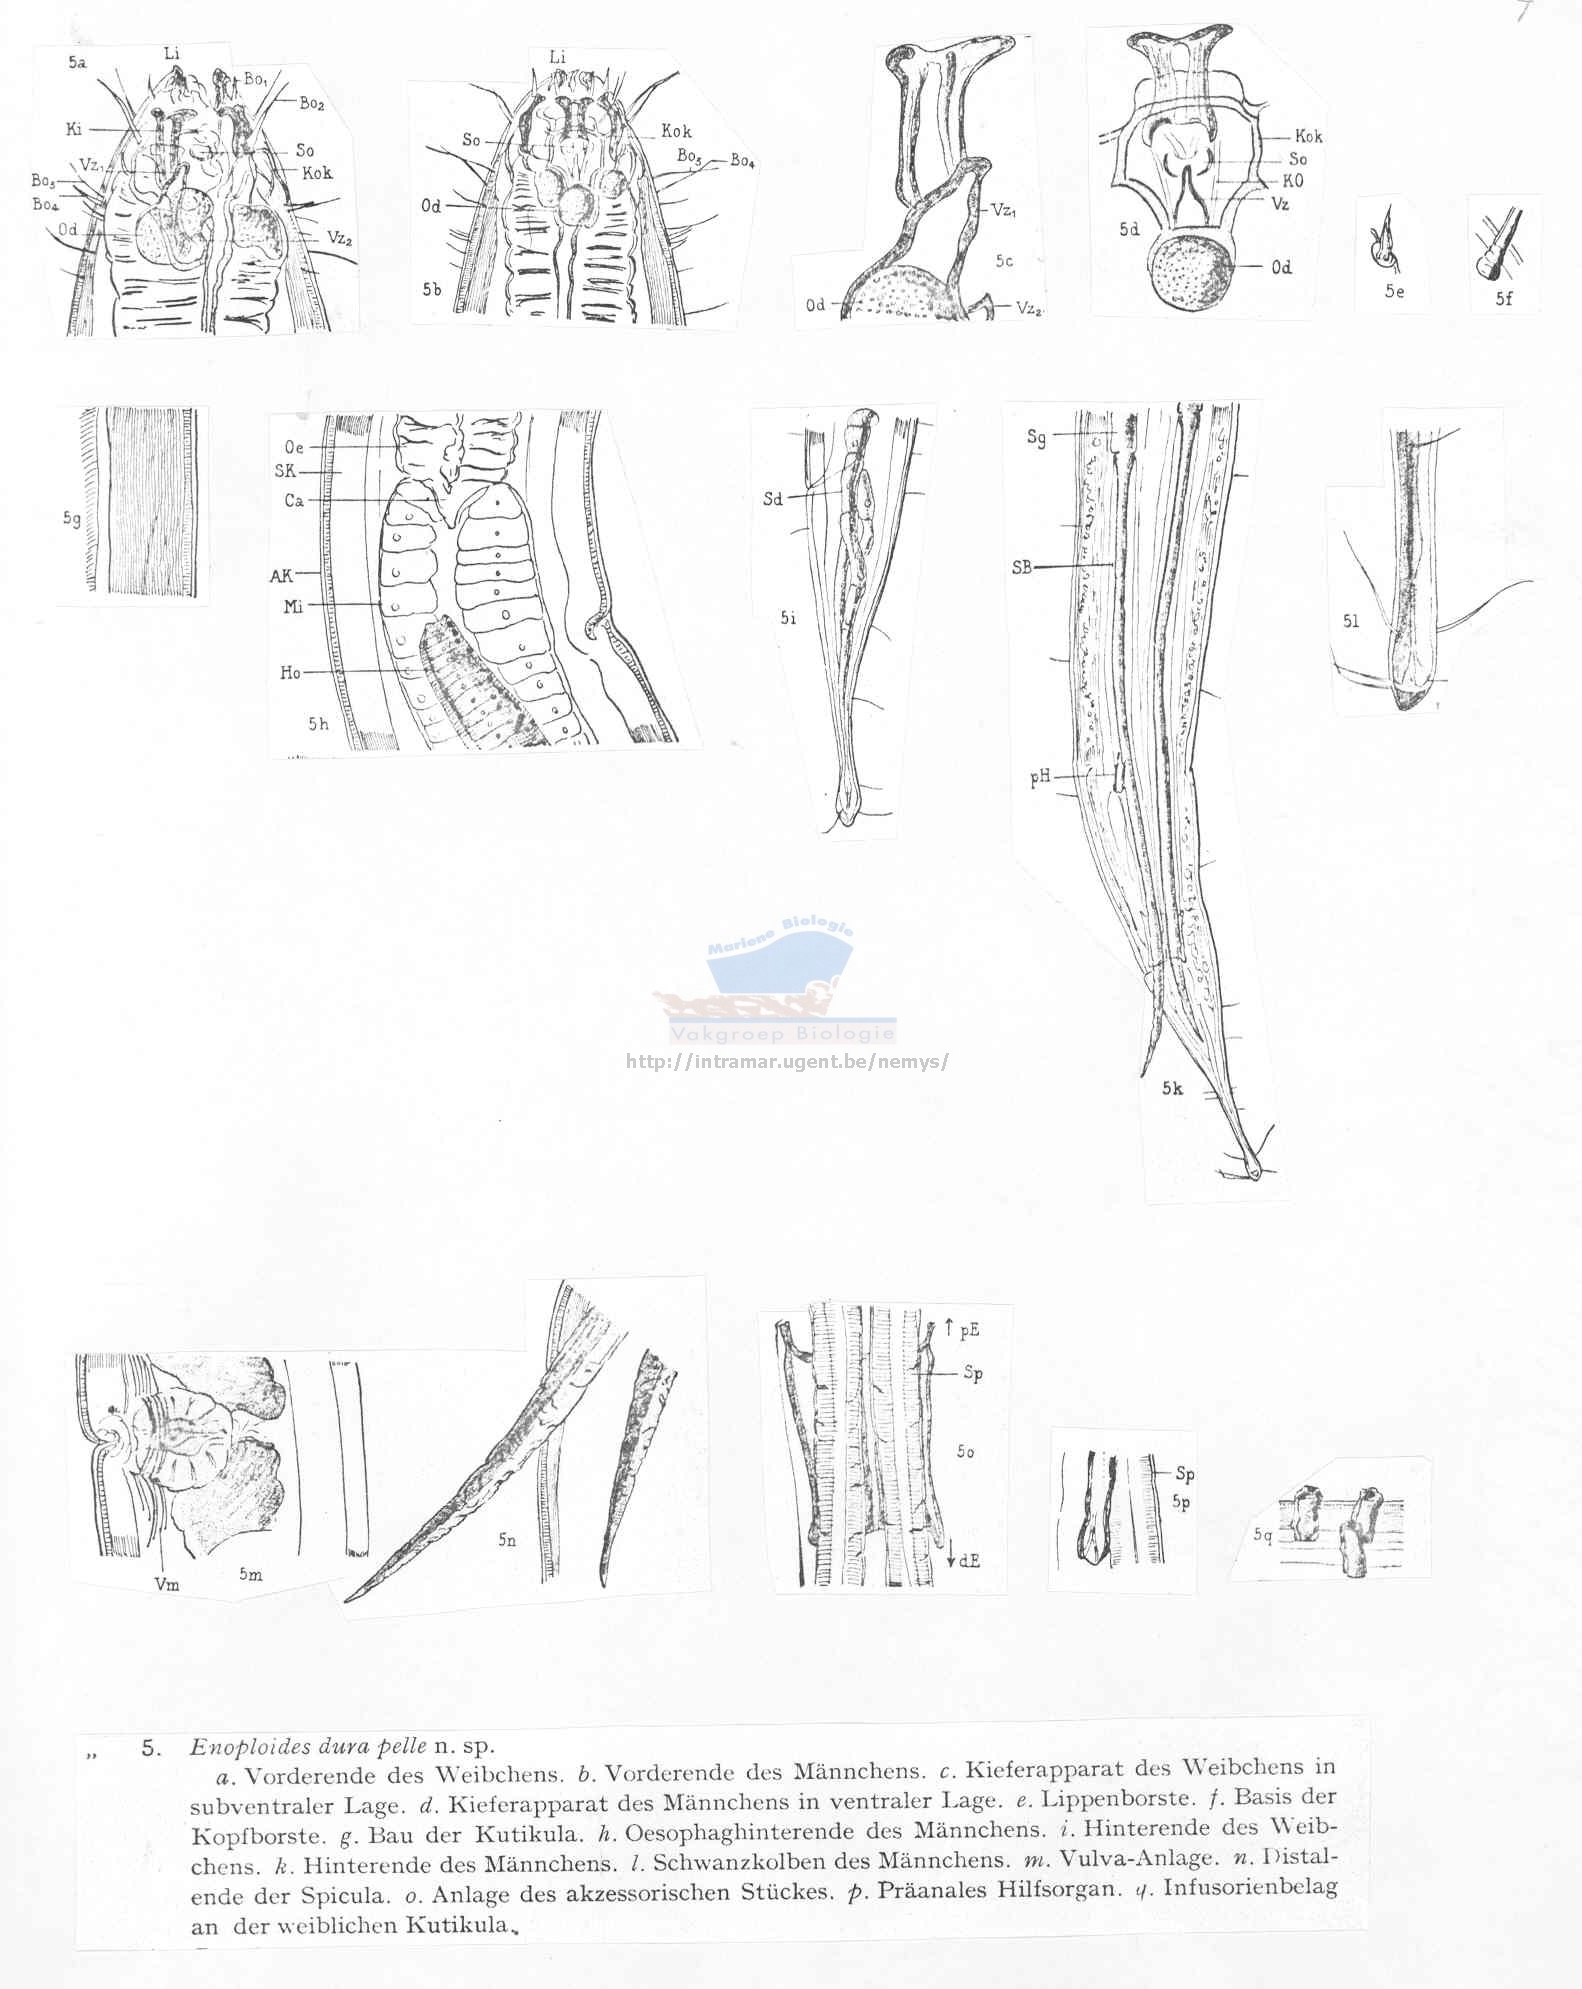 5a
Li
Bo1
Bo2
Ki
So
Vz1
Kok
Bo3
Bo4
Od
Vz2
Li
So
Kok
Bo3
Bo4
Od
5b
Vz1
5c
Od
Vz2
Kok
So
KO
Vz
5d
Od
5e
5f
5g
Oe
SK
Ca
AK
Mi
Ho
5h
Sd
5i
Sg
SB
pH
5k
5l
Mariene Biologie
Vakgroep Biologie
http://intramar.ugent.be/nemys/
Vm
5m
5n
↑ pE
Sp
5o
↓ dE
Sp
5p
5q
„ 5. Enoploides dura pelle n. sp.
a. Vorderende des Weibchens. b. Vorderende des Männchens. c. Kieferapparat des Weibchens in
subventraler Lage. d. Kieferapparat des Männchens in ventraler Lage. e. Lippenborste. f. Basis der
Kopfborste. g. Bau der Kutikula. h. Oesophaghinterende des Männchens. i. Hinterende des Weib-
chens. k. Hinterende des Männchens. l. Schwanzkolben des Männchens. m. Vulva-Anlage. n. Distal-
ende der Spicula. o. Anlage des akzessorischen Stückes. p. Präanales Hilfsorgan. q. Infusorienbelag
an der weiblichen Kutikula.